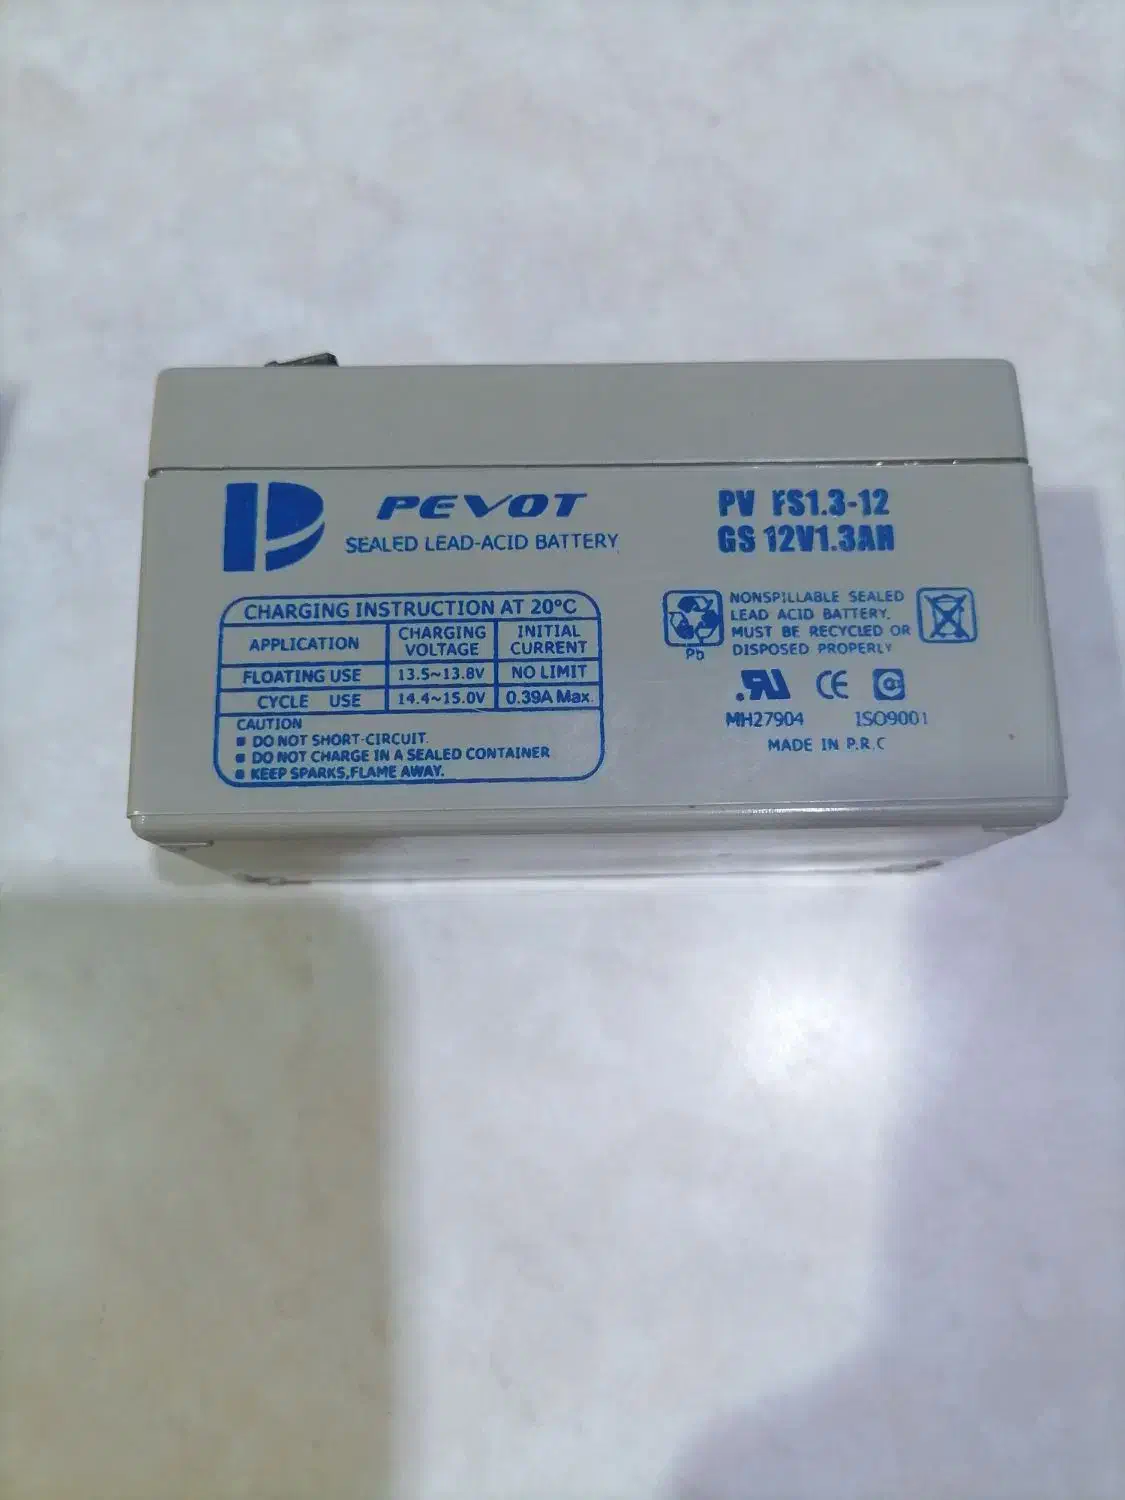 PEVOT
SEALED LEAD-ACID BATTERY
PV FS1.3-12
GS 12V1.3AH
CHARGING INSTRUCTION AT 20°C
APPLICATION CHARGING VOLTAGE INITIAL CURRENT
FLOATING USE 13.5~13.8V NO LIMIT
CYCLE USE 14.4~15.0V 0.39A Max.
CAUTION
DO NOT SHORT-CIRCUIT.
DO NOT CHARGE IN A SEALED CONTAINER
KEEP SPARKS,FLAME AWAY.
Pb
NONSPILLABLE SEALED
LEAD ACID BATTERY.
MUST BE RECYCLED OR
DISPOSED PROPERLY
CE
MH27904 ISO9001
MADE IN P.R.C